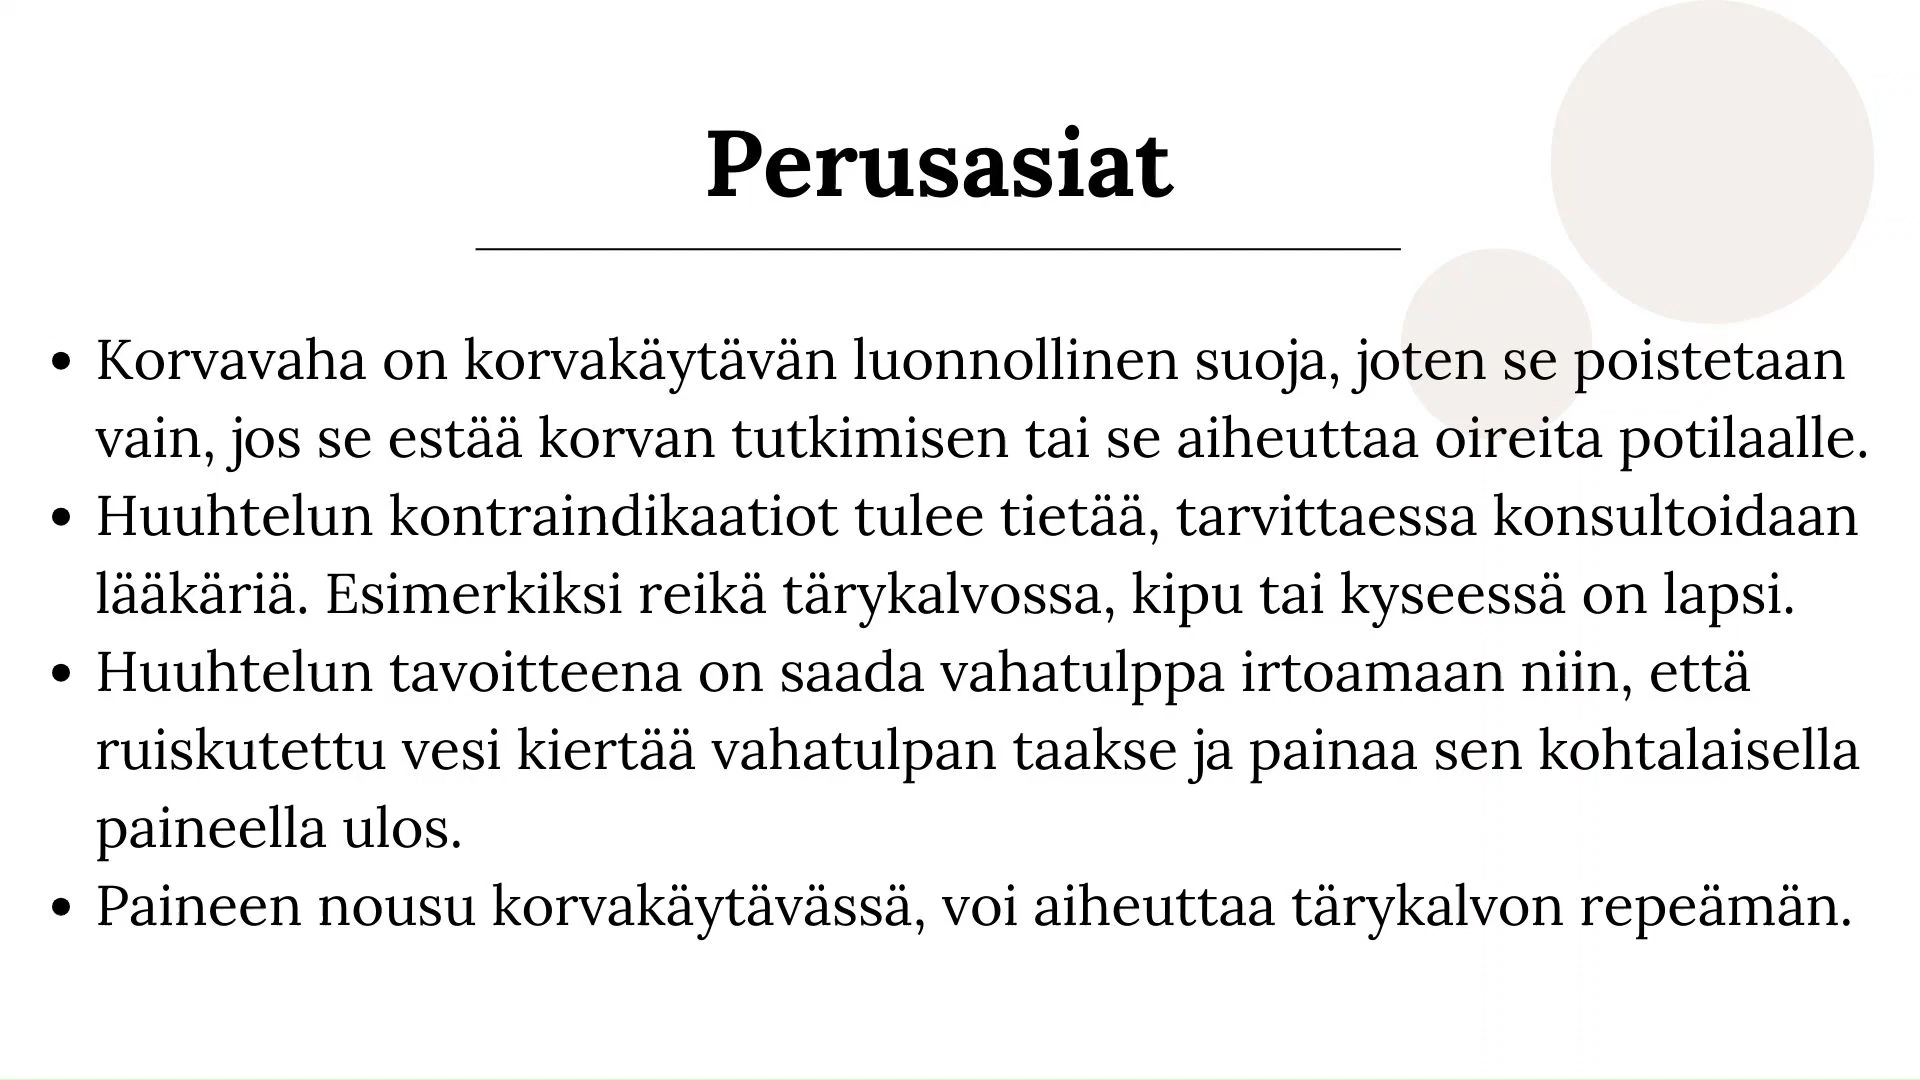 Perusasiat
• Korvavaha on korvakäytävän luonnollinen suoja, joten se poistetaan
vain, jos se estää korvan tutkimisen tai se aiheuttaa oireita potilaalle.
• Huuhtelun kontraindikaatiot tulee tietää, tarvittaessa konsultoidaan
lääkäriä. Esimerkiksi reikä tärykalvossa, kipu tai kyseessä on lapsi.
• Huuhtelun tavoitteena on saada vahatulppa irtoamaan niin, että
ruiskutettu vesi kiertää vahatulpan taakse ja painaa sen kohtalaisella
paineella ulos.
• Paineen nousu korvakäytävässä, voi aiheuttaa tärykalvon repeämän.